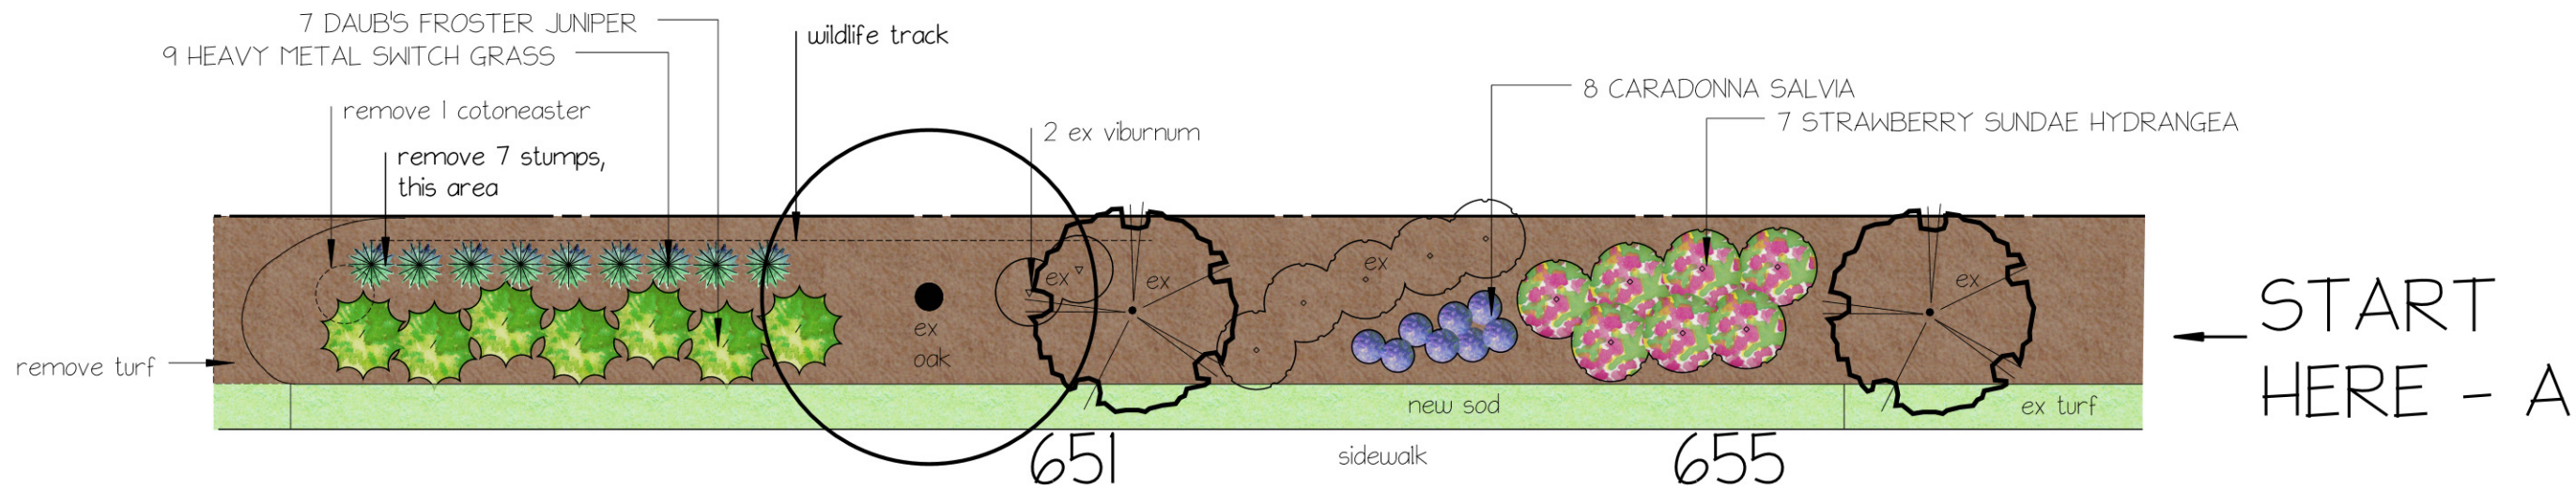 7 DAUB'S FROSTER JUNIPER
9 HEAVY METAL SWITCH GRASS
wildlife track
remove 1 cotoneaster
remove 7 stumps,
this area
2 ex viburnum
8 CARADONNA SALVIA
7 STRAWBERRY SUNDAE HYDRANGEA
ex
ex
ex
ex
ex
oak
remove turf
new sod
ex turf
651
sidewalk
655
START
HERE - A